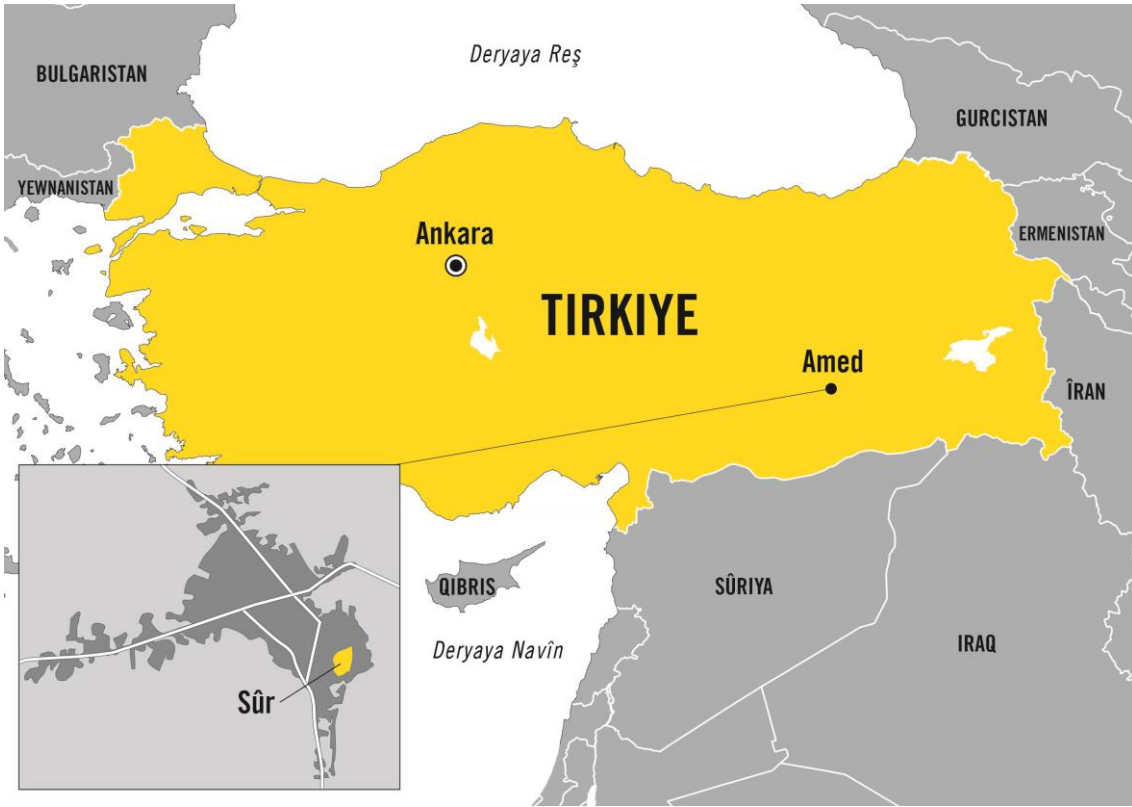 Deryaya Reş
BULGARISTAN
GURCISTAN
YEWNANISTAN
ERMENISTAN
Ankara
TIRKIYE
Amed
ÎRAN
QIBRIS
SÛRIYA
Deryaya Navîn
IRAQ
Sûr